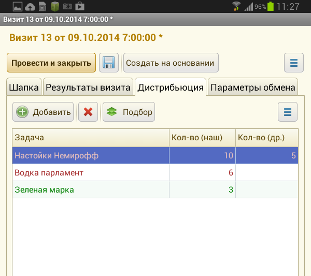 96% 11:27
Визит 13 от 09.10.2014 7:00:00 *
Визит 13 от 09.10.2014 7:00:00 *
Провести и закрыть Создать на основании
Шапка Результаты визита Дистрибьюция Параметры обмена
Добавить Подбор
Задача Кол-во (наш) Кол-во (др.)
Настойки Немирофф 10 5
Водка парламент 6
Зеленая марка 3